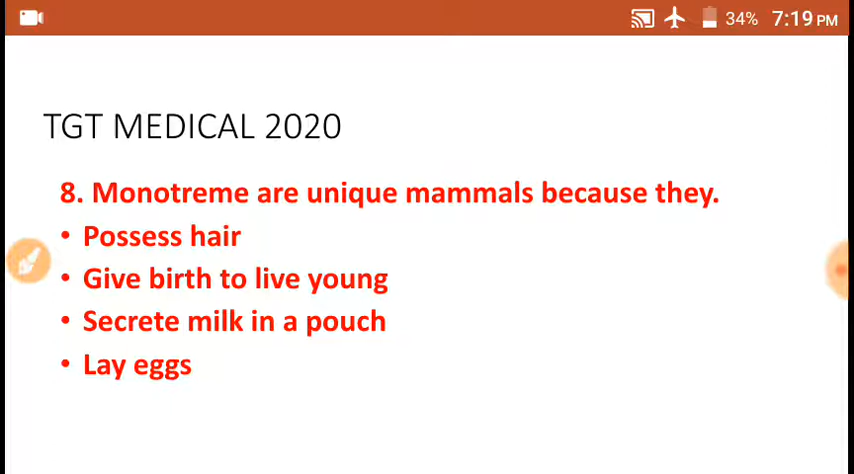 34% 7:19 PM
TGT MEDICAL 2020
8. Monotreme are unique mammals because they.
• Possess hair
• Give birth to live young
• Secrete milk in a pouch
• Lay eggs